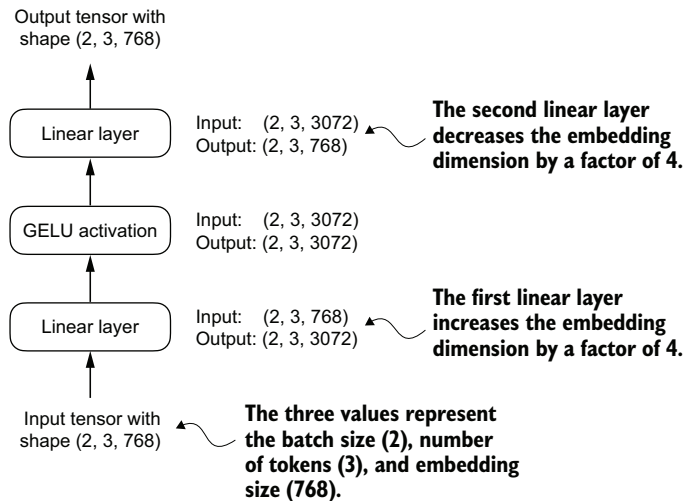 Output tensor with
shape (2, 3, 768)
Linear layer
Input: (2, 3, 3072)
Output: (2, 3, 768)
The second linear layer
decreases the embedding
dimension by a factor of 4.
GELU activation
Input: (2, 3, 3072)
Output: (2, 3, 3072)
Linear layer
Input: (2, 3, 768)
Output: (2, 3, 3072)
The first linear layer
increases the embedding
dimension by a factor of 4.
Input tensor with
shape (2, 3, 768)
The three values represent
the batch size (2), number
of tokens (3), and embedding
size (768).